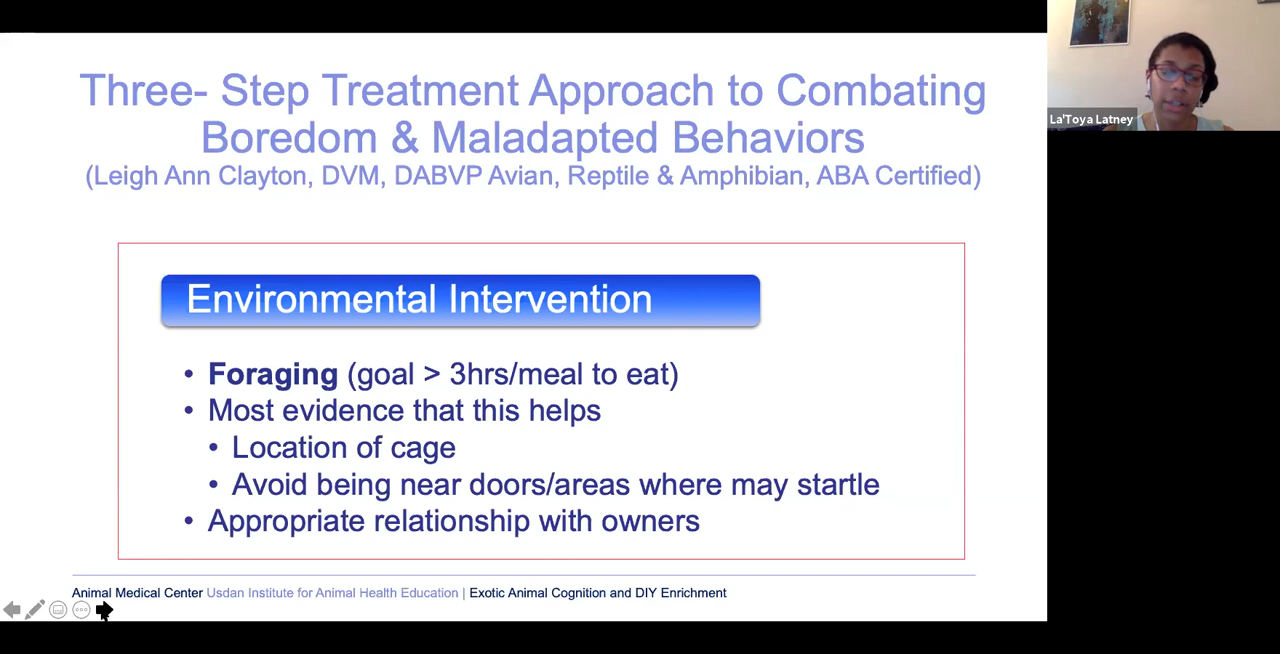 Three- Step Treatment Approach to Combating
Boredom & Maladapted Behaviors
(Leigh Ann Clayton, DVM, DABVP Avian, Reptile & Amphibian, ABA Certified)
La'Toya Latney
Environmental Intervention
• Foraging (goal > 3hrs/meal to eat)
• Most evidence that this helps
• Location of cage
• Avoid being near doors/areas where may startle
• Appropriate relationship with owners
Animal Medical Center Usdan Institute for Animal Health Education | Exotic Animal Cognition and DIY Enrichment